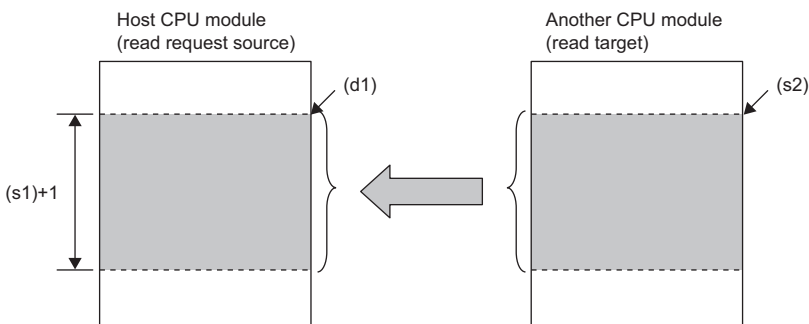 Host CPU module
(read request source)
Another CPU module
(read target)
(d1)
(s2)
(s1)+1